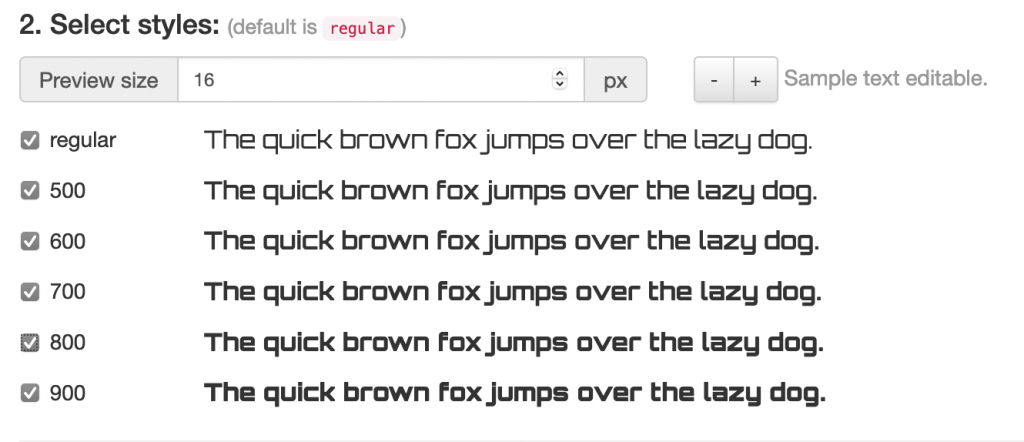 2. Select styles: (default is regular)
Preview size 16 px - + Sample text editable.
regular The quick brown fox jumps over the lazy dog.
500 The quick brown fox jumps over the lazy dog.
600 The quick brown fox jumps over the lazy dog.
700 The quick brown fox jumps over the lazy dog.
800 The quick brown fox jumps over the lazy dog.
900 The quick brown fox jumps over the lazy dog.